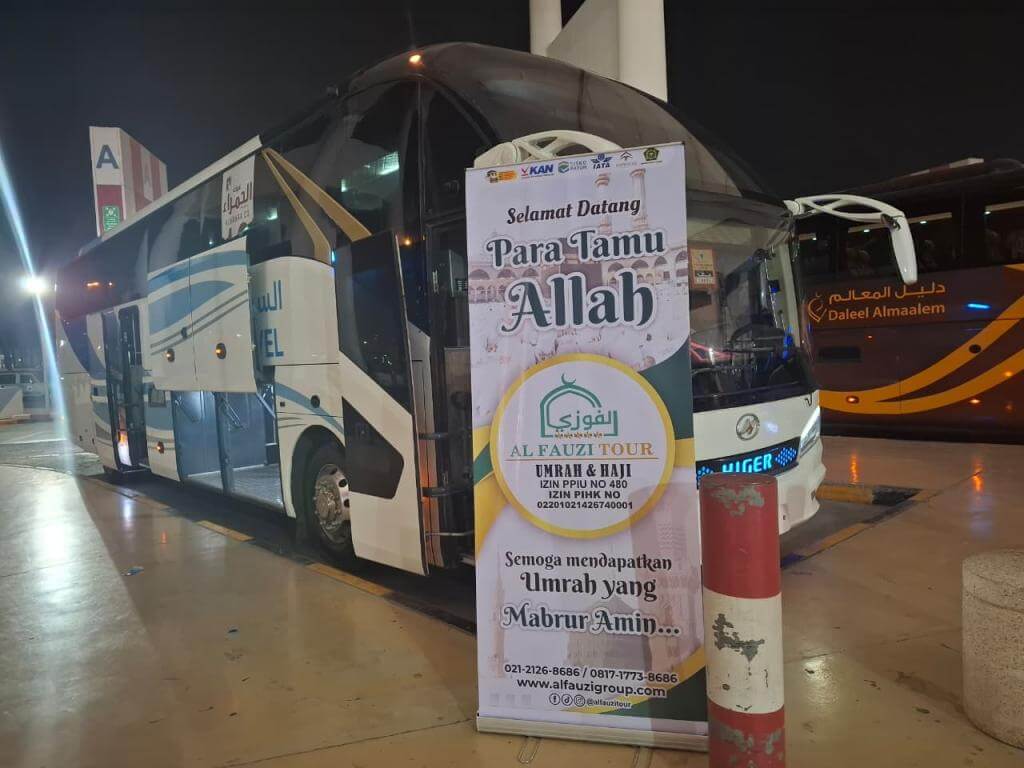 A
الحمراء
KAN
IATA
Selamat Datang
Para Tamu
Allah
الفوزي
AL FAUZI TOUR
UMRAH & HAJI
IZIN PPIU NO 480
IZIN PIHK NO
02201021426740001
Semoga mendapatkan
Umrah yang
Mabrur Amin...
021-2126-8686 / 0817-1773-8686
www.alfauzigroup.com
@alfauzitour
HIGER
دليل المعالم
Daleel Almaalem